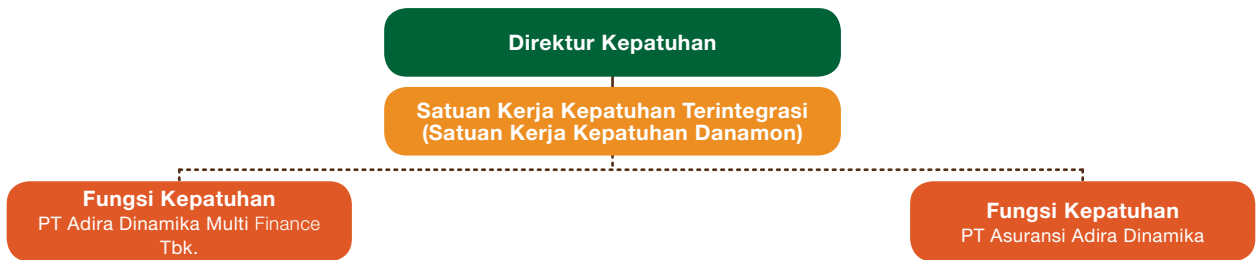 Direktur Kepatuhan
Satuan Kerja Kepatuhan Terintegrasi
(Satuan Kerja Kepatuhan Danamon)
Fungsi Kepatuhan
PT Adira Dinamika Multi Finance
Tbk.
Fungsi Kepatuhan
PT Asuransi Adira Dinamika